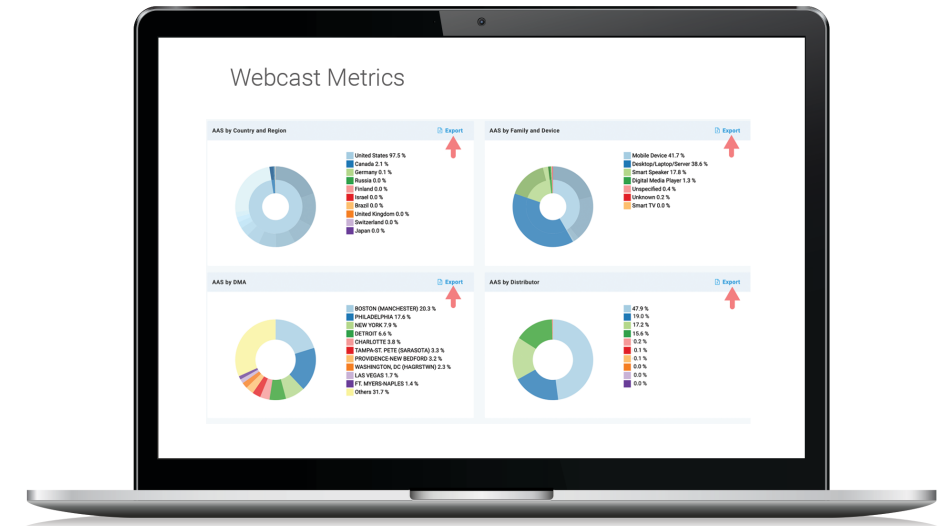 Webcast Metrics
AAS by Country and Region
Export
United States 97.5 %
Canada 2.1 %
Germany 0.1 %
Russia 0.0 %
Finland 0.0 %
Israel 0.0 %
Brazil 0.0 %
United Kingdom 0.0 %
Switzerland 0.0 %
Japan 0.0 %
AAS by Family and Device
Export
Mobile Device 41.7 %
Desktop/Laptop/Server 38.6 %
Smart Speaker 17.8 %
Digital Media Player 1.3 %
Unspecified 0.4 %
Unknown 0.2 %
Smart TV 0.0 %
AAS by DMA
Export
BOSTON (MANCHESTER) 20.3 %
PHILADELPHIA 17.6 %
NEW YORK 7.9 %
DETROIT 6.6 %
CHARLOTTE 3.8 %
TAMPA-ST. PETE (SARASOTA) 3.3 %
PROVIDENCE-NEW BEDFORD 3.2 %
WASHINGTON, DC (HAGRSTWN) 2.3 %
LAS VEGAS 1.7 %
FT. MYERS-NAPLES 1.4 %
Others 31.7 %
AAS by Distributor
Export
47.9 %
19.0 %
17.2 %
15.6 %
0.2 %
0.1 %
0.1 %
0.0 %
0.0 %
0.0 %